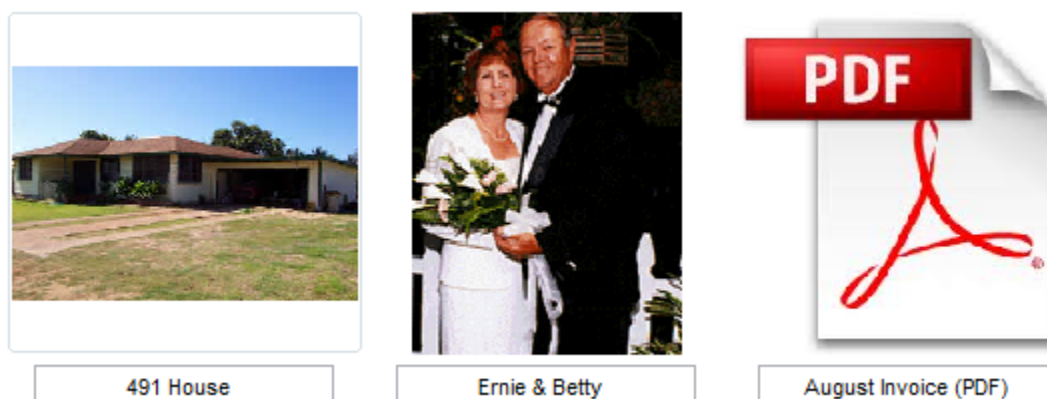 PDF
®
491 House
Ernie & Betty
August Invoice (PDF)